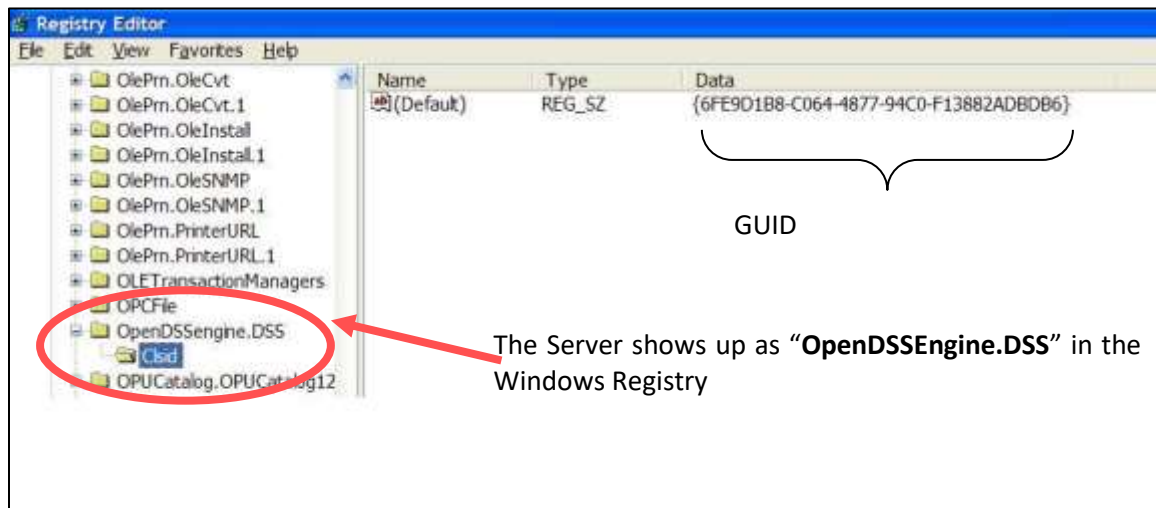 Registry Editor
File Edit View Favorites Help
OlePrn.OleCvt
OlePrn.OleCvt.1
OlePrn.OleInstall
OlePrn.OleInstall.1
OlePrn.OleSNMP
OlePrn.OleSNMP.1
OlePrn.PrinterURL
OlePrn.PrinterURL.1
OLETransactionManagers
OPCFile
OpenDSSengine.DSS
Clsid
OPUCatalog.OPUCatalog12
Name Type Data
(Default) REG_SZ {6FE9D1B8-C064-4877-94C0-F13882ADBDB6}
GUID
The Server shows up as “OpenDSSEngine.DSS” in the
Windows Registry